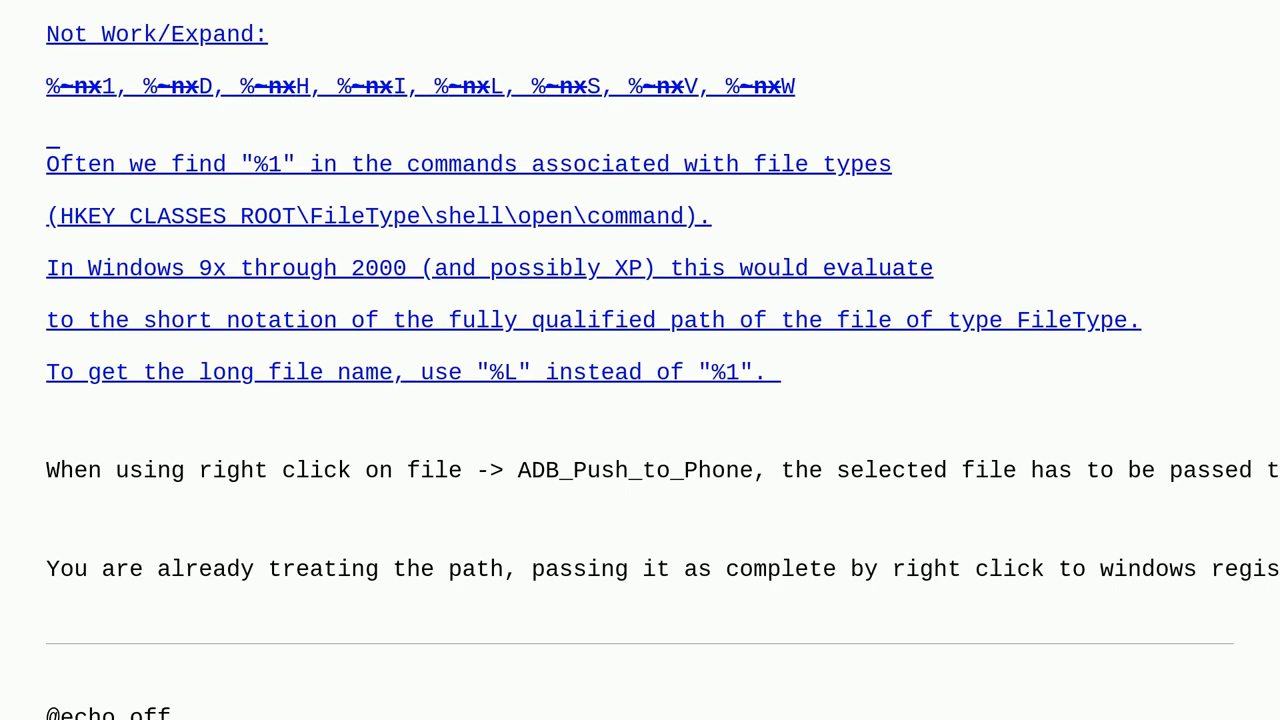 Not Work/Expand:
%~nx1, %~nxD, %~nxH, %~nxI, %~nxL, %~nxS, %~nxV, %~nxW
Often we find "%1" in the commands associated with file types
(HKEY_CLASSES_ROOT\FileType\shell\open\command).
In Windows 9x through 2000 (and possibly XP) this would evaluate
to the short notation of the fully qualified path of the file of type FileType.
To get the long file name, use "%L" instead of "%1".
When using right click on file -> ADB_Push_to_Phone, the selected file has to be passed
You are already treating the path, passing it as complete by right click to windows
@echo off